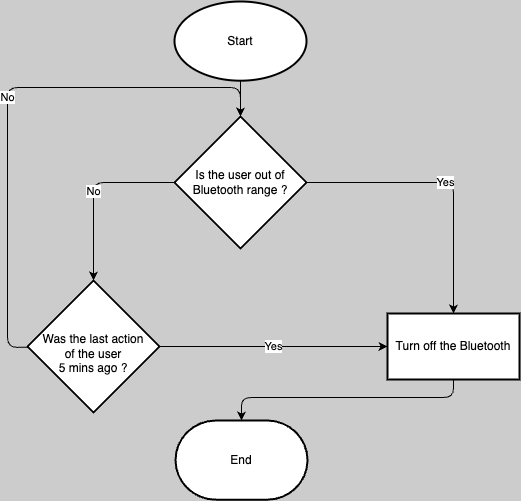 Start
No
Is the user out of
Bluetooth range ?
Yes
No
Was the last action
of the user
5 mins ago ?
Yes
Turn off the Bluetooth
End